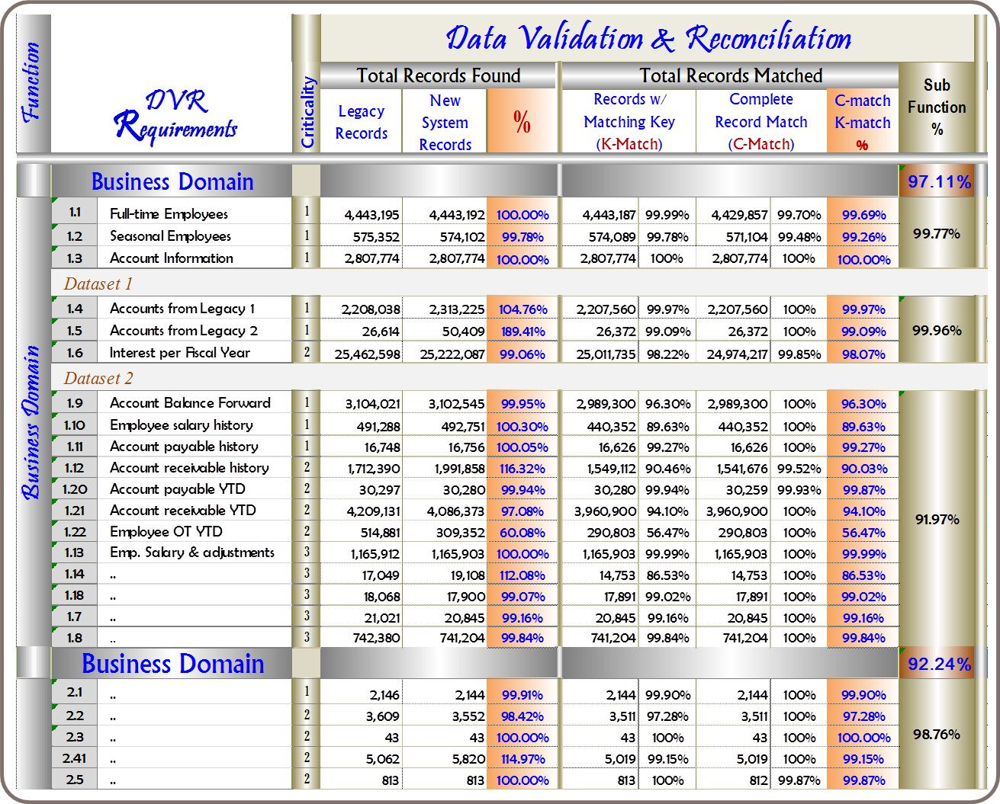 Function
DVR
Requirements
Criticality
Data Validation & Reconciliation
Total Records Found
Total Records Matched
Sub
Function
%
Legacy
Records
New
System
Records
%
Records w/
Matching Key
(K-Match)
Complete
Record Match
(C-Match)
C-match
K-match
%
Business Domain 97.11%
Business Domain
1.1 Full-time Employees 1 4,443,195 4,443,192 100.00% 4,443,187 99.99% 4,429,857 99.70% 99.69%
1.2 Seasonal Employees 1 575,352 574,102 99.78% 574,089 99.78% 571,104 99.48% 99.26%
99.77%
1.3 Account Information 1 2,807,774 2,807,774 100.00% 2,807,774 100% 2,807,774 100% 100.00%
Dataset 1
1.4 Accounts from Legacy 1 1 2,208,038 2,313,225 104.76% 2,207,560 99.97% 2,207,560 100% 99.97%
1.5 Accounts from Legacy 2 1 26,614 50,409 189.41% 26,372 99.09% 26,372 100% 99.09%
99.96%
1.6 Interest per Fiscal Year 2 25,462,598 25,222,087 99.06% 25,011,735 98.22% 24,974,217 99.85% 98.07%
Dataset 2
1.9 Account Balance Forward 1 3,104,021 3,102,545 99.95% 2,989,300 96.30% 2,989,300 100% 96.30%
1.10 Employee salary history 1 491,288 492,751 100.30% 440,352 89.63% 440,352 100% 89.63%
1.11 Account payable history 1 16,748 16,756 100.05% 16,626 99.27% 16,626 100% 99.27%
1.12 Account receivable history 2 1,712,390 1,991,858 116.32% 1,549,112 90.46% 1,541,676 99.52% 90.03%
1.20 Account payable YTD 2 30,297 30,280 99.94% 30,280 99.94% 30,259 99.93% 99.87%
1.21 Account receivable YTD 2 4,209,131 4,086,373 97.08% 3,960,900 94.10% 3,960,900 100% 94.10%
91.97%
1.22 Employee OT YTD 2 514,881 309,352 60.08% 290,803 56.47% 290,803 100% 56.47%
1.13 Emp. Salary & adjustments 3 1,165,912 1,165,903 100.00% 1,165,903 99.99% 1,165,903 100% 99.99%
1.14 .. 3 17,049 19,108 112.08% 14,753 86.53% 14,753 100% 86.53%
1.18 .. 3 18,068 17,900 99.07% 17,891 99.02% 17,891 100% 99.02%
1.7 .. 3 21,021 20,845 99.16% 20,845 99.16% 20,845 100% 99.16%
1.8 .. 3 742,380 741,204 99.84% 741,204 99.84% 741,204 100% 99.84%
Business Domain 92.24%
2.1 .. 1 2,146 2,144 99.91% 2,144 99.90% 2,144 100% 99.90%
2.2 .. 2 3,609 3,552 98.42% 3,511 97.28% 3,511 100% 97.28%
2.3 .. 2 43 43 100.00% 43 100% 43 100% 100.00%
98.76%
2.41 .. 2 5,062 5,820 114.97% 5,019 99.15% 5,019 100% 99.15%
2.5 .. 2 813 813 100.00% 813 100% 812 99.87% 99.87%